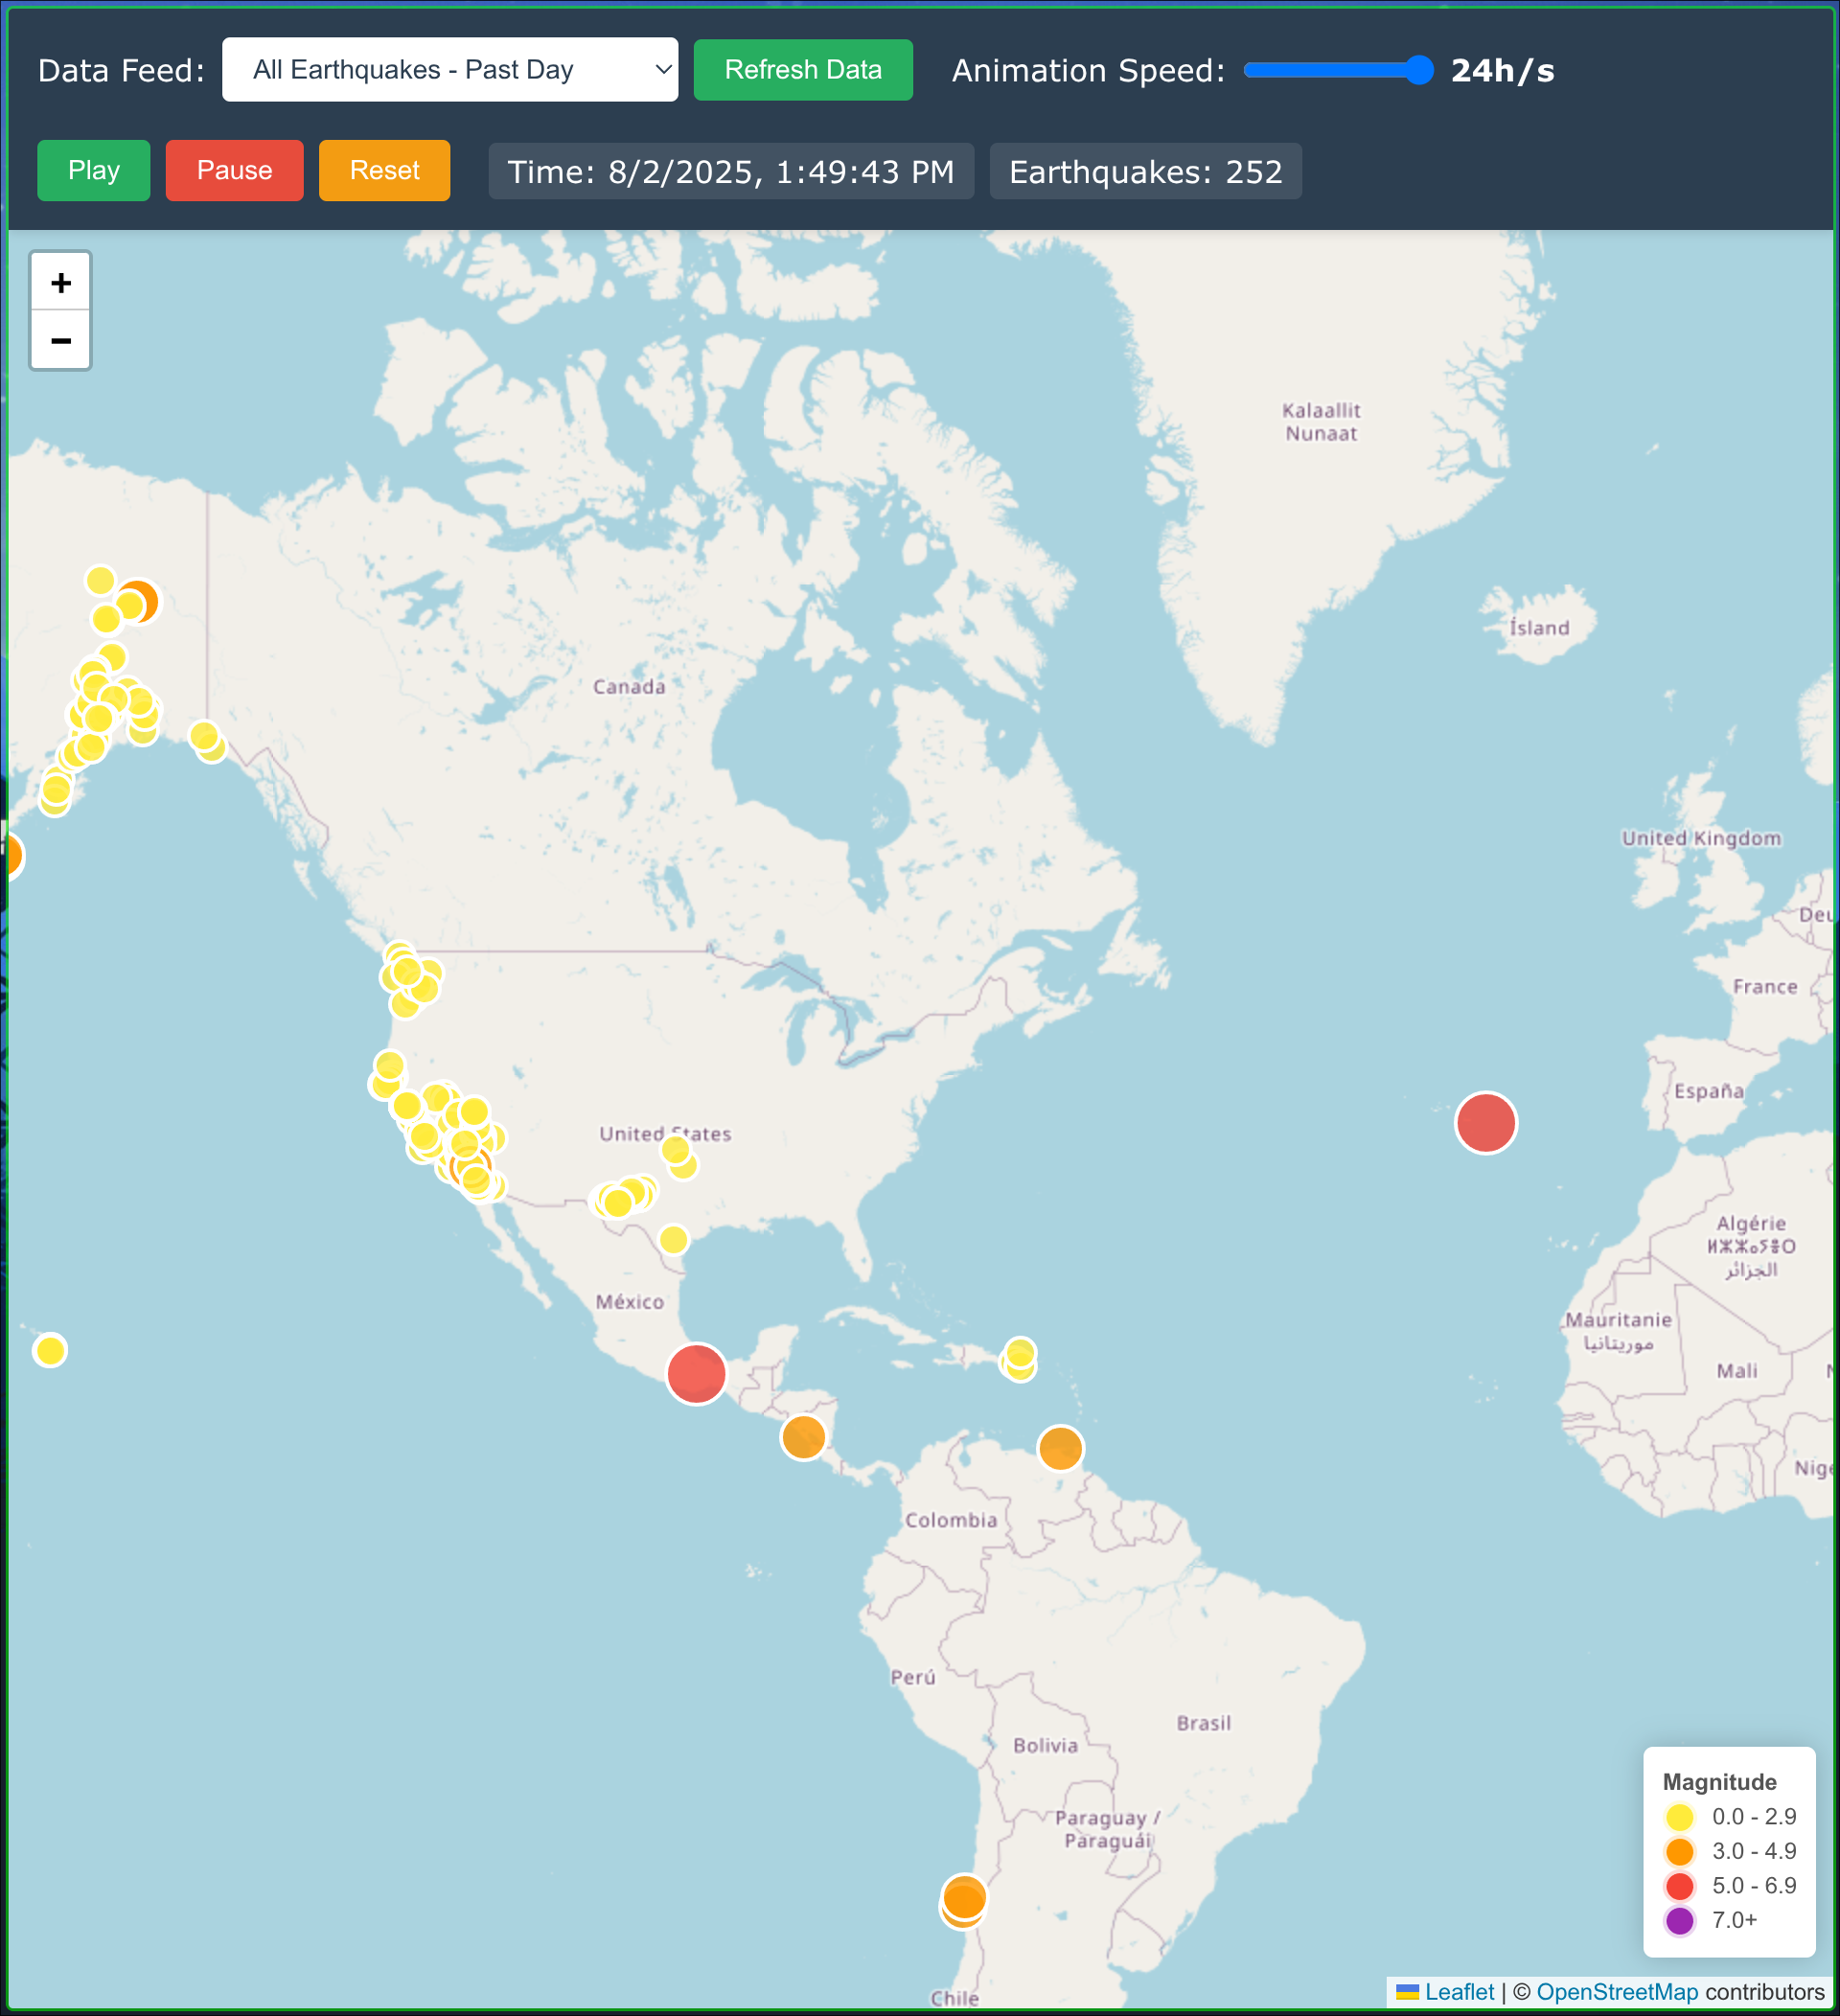 Data Feed: All Earthquakes - Past Day Refresh Data Animation Speed: 24h/s
Play Pause Reset Time: 8/2/2025, 1:49:43 PM Earthquakes: 252
+
−
Kalaallit
Nunaat
Ísland
Canada
United Kingdom
Deu
France
España
United States
Algérie
ⵍⵣⵣⴰⵢⴻⵔ
الجزائر
México
Mauritanie
موريتانيا
Mali
N
Nige
Colombia
Perú
Brasil
Bolivia
Paraguay /
Paraguái
Chile
Magnitude
0.0 - 2.9
3.0 - 4.9
5.0 - 6.9
7.0+
Leaflet | © OpenStreetMap contributors